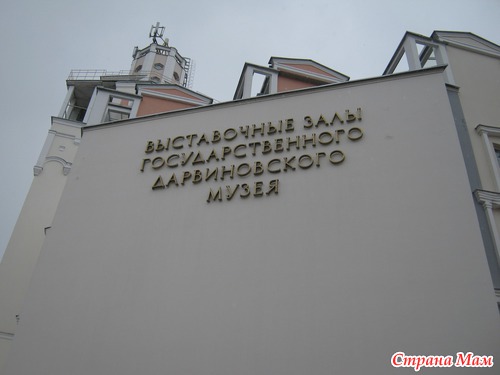 ВЫСТАВОЧНЫЕ ЗАЛЫ
ГОСУДАРСТВЕННОГО
ДАРВИНОВСКОГО
МУЗЕЯ
Страна Мам